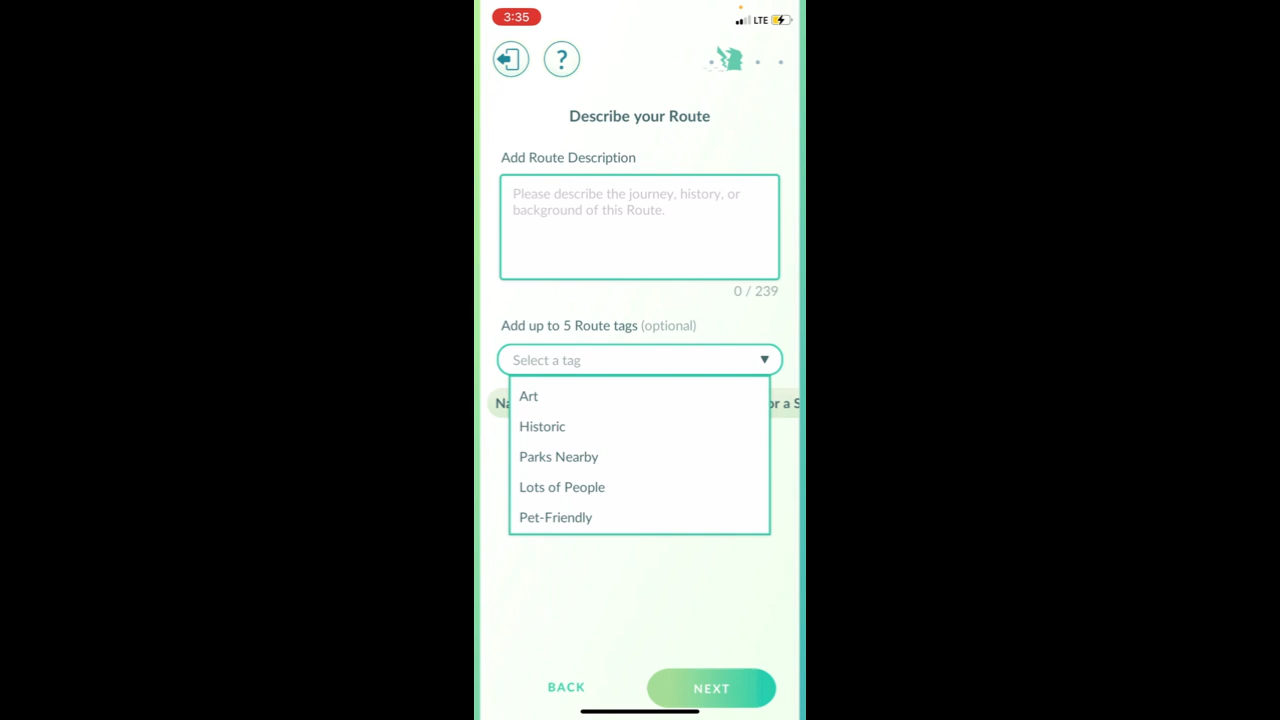 3:35
LTE
?
Describe your Route
Add Route Description
Please describe the journey, history, or
background of this Route.
0 / 239
Add up to 5 Route tags (optional)
Select a tag
Art
Historic
Parks Nearby
Lots of People
Pet-Friendly
BACK
NEXT